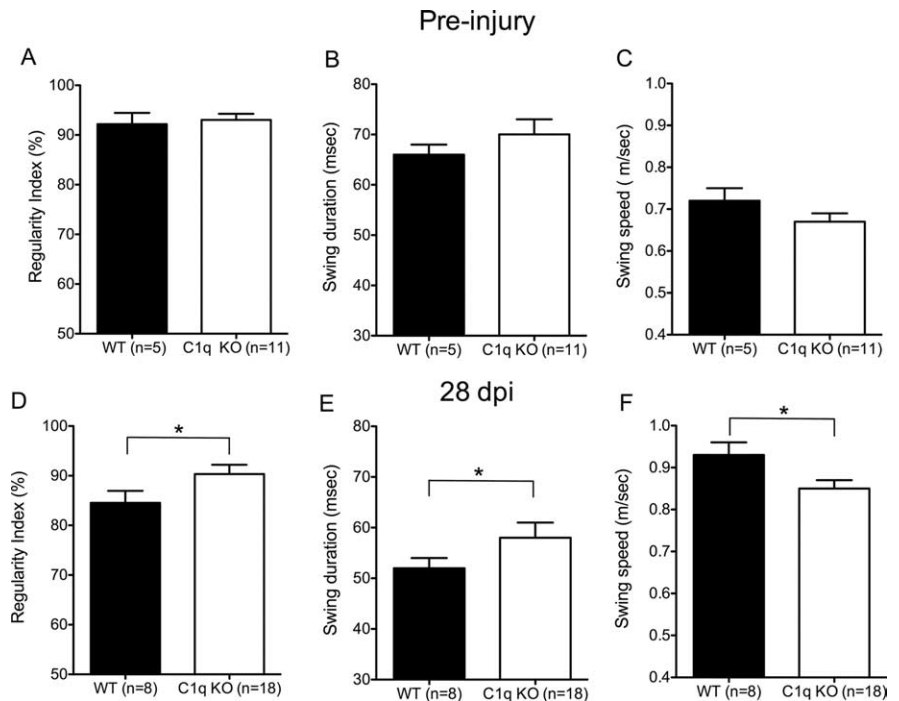 Pre-injury
A
Regularity Index (%)
100
90
80
70
60
50
WT (n=5)
C1q KO (n=11)
B
Swing duration (msec)
80
70
60
50
40
30
WT (n=5)
C1q KO (n=11)
C
Swing speed ( m/sec)
1.0
0.9
0.8
0.7
0.6
0.5
0.4
WT (n=5)
C1q KO (n=11)
28 dpi
D
Regularity Index (%)
100
90
80
70
60
50
*
WT (n=8)
C1q KO (n=18)
E
Swing duration (msec)
80
70
60
50
40
30
*
WT (n=8)
C1q KO (n=18)
F
Swing speed (m/sec)
1.0
0.9
0.8
0.6
0.5
0.4
*
WT (n=8)
C1q KO (n=18)